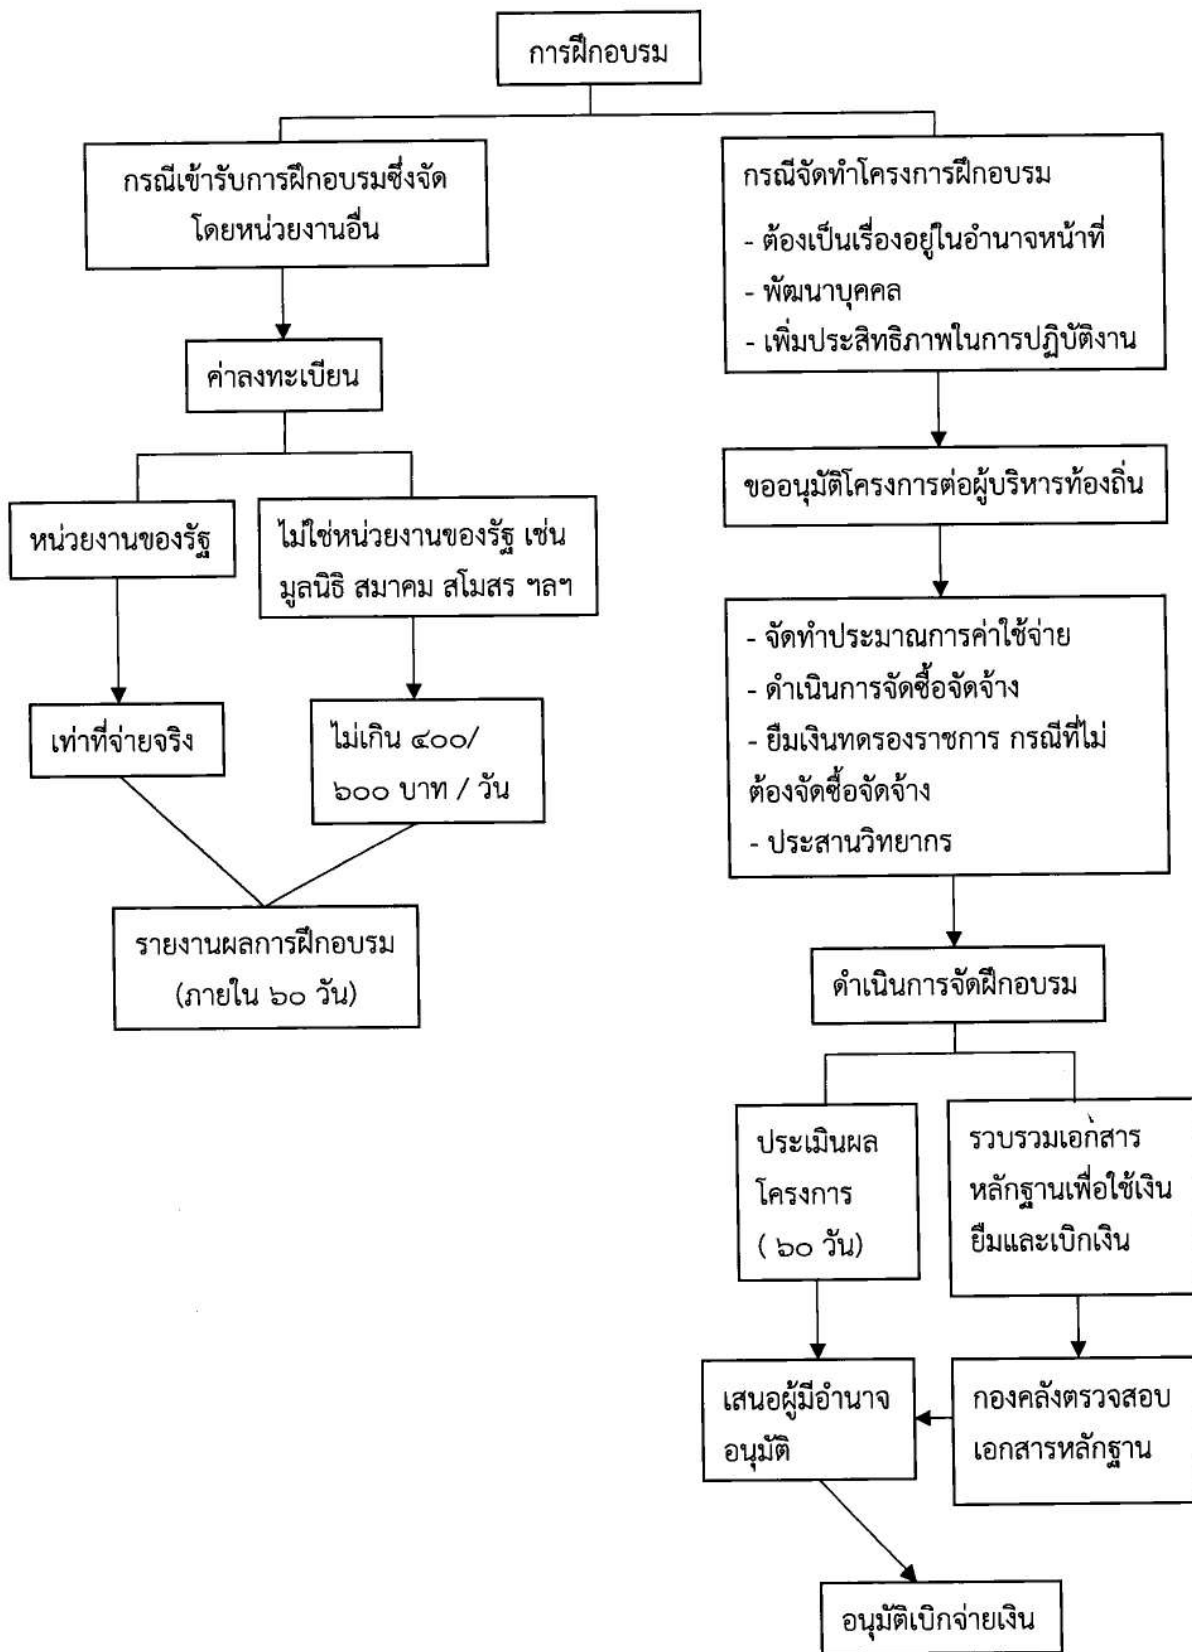 การฝึกอบรม
กรณีเข้ารับการฝึกอบรมซึ่งจัด
โดยหน่วยงานอื่น
ค่าลงทะเบียน
หน่วยงานของรัฐ
ไม่ใช่หน่วยงานของรัฐ เช่น
มูลนิธิ สมาคม สโมสร ฯลฯ
เท่าที่จ่ายจริง
ไม่เกิน ๔๐๐/
๖๐๐ บาท / วัน
รายงานผลการฝึกอบรม
(ภายใน ๖๐ วัน)
กรณีจัดทำโครงการฝึกอบรม
- ต้องเป็นเรื่องอยู่ในอำนาจหน้าที่
- พัฒนาบุคคล
- เพิ่มประสิทธิภาพในการปฏิบัติงาน
ขออนุมัติโครงการต่อผู้บริหารท้องถิ่น
- จัดทำประมาณการค่าใช้จ่าย
- ดำเนินการจัดซื้อจัดจ้าง
- ยืมเงินทดรองราชการ กรณีที่ไม่
ต้องจัดซื้อจัดจ้าง
- ประสานวิทยากร
ดำเนินการจัดฝึกอบรม
ประเมินผล
โครงการ
( ๖๐ วัน)
รวบรวมเอกสาร
หลักฐานเพื่อใช้เงิน
ยืมและเบิกเงิน
เสนอผู้มีอำนาจ
อนุมัติ
กองคลังตรวจสอบ
เอกสารหลักฐาน
อนุมัติเบิกจ่ายเงิน